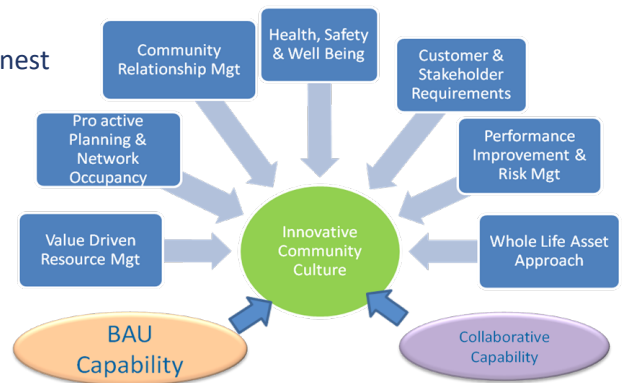 nest
Health, Safety
& Well Being
Community
Relationship Mgt
Customer &
Stakeholder
Requirements
Pro active
Planning &
Network
Occupancy
Performance
Improvement &
Risk Mgt
Value Driven
Resource Mgt
Innovative
Community
Culture
Whole Life Asset
Approach
BAU
Capability
Collaborative
Capability